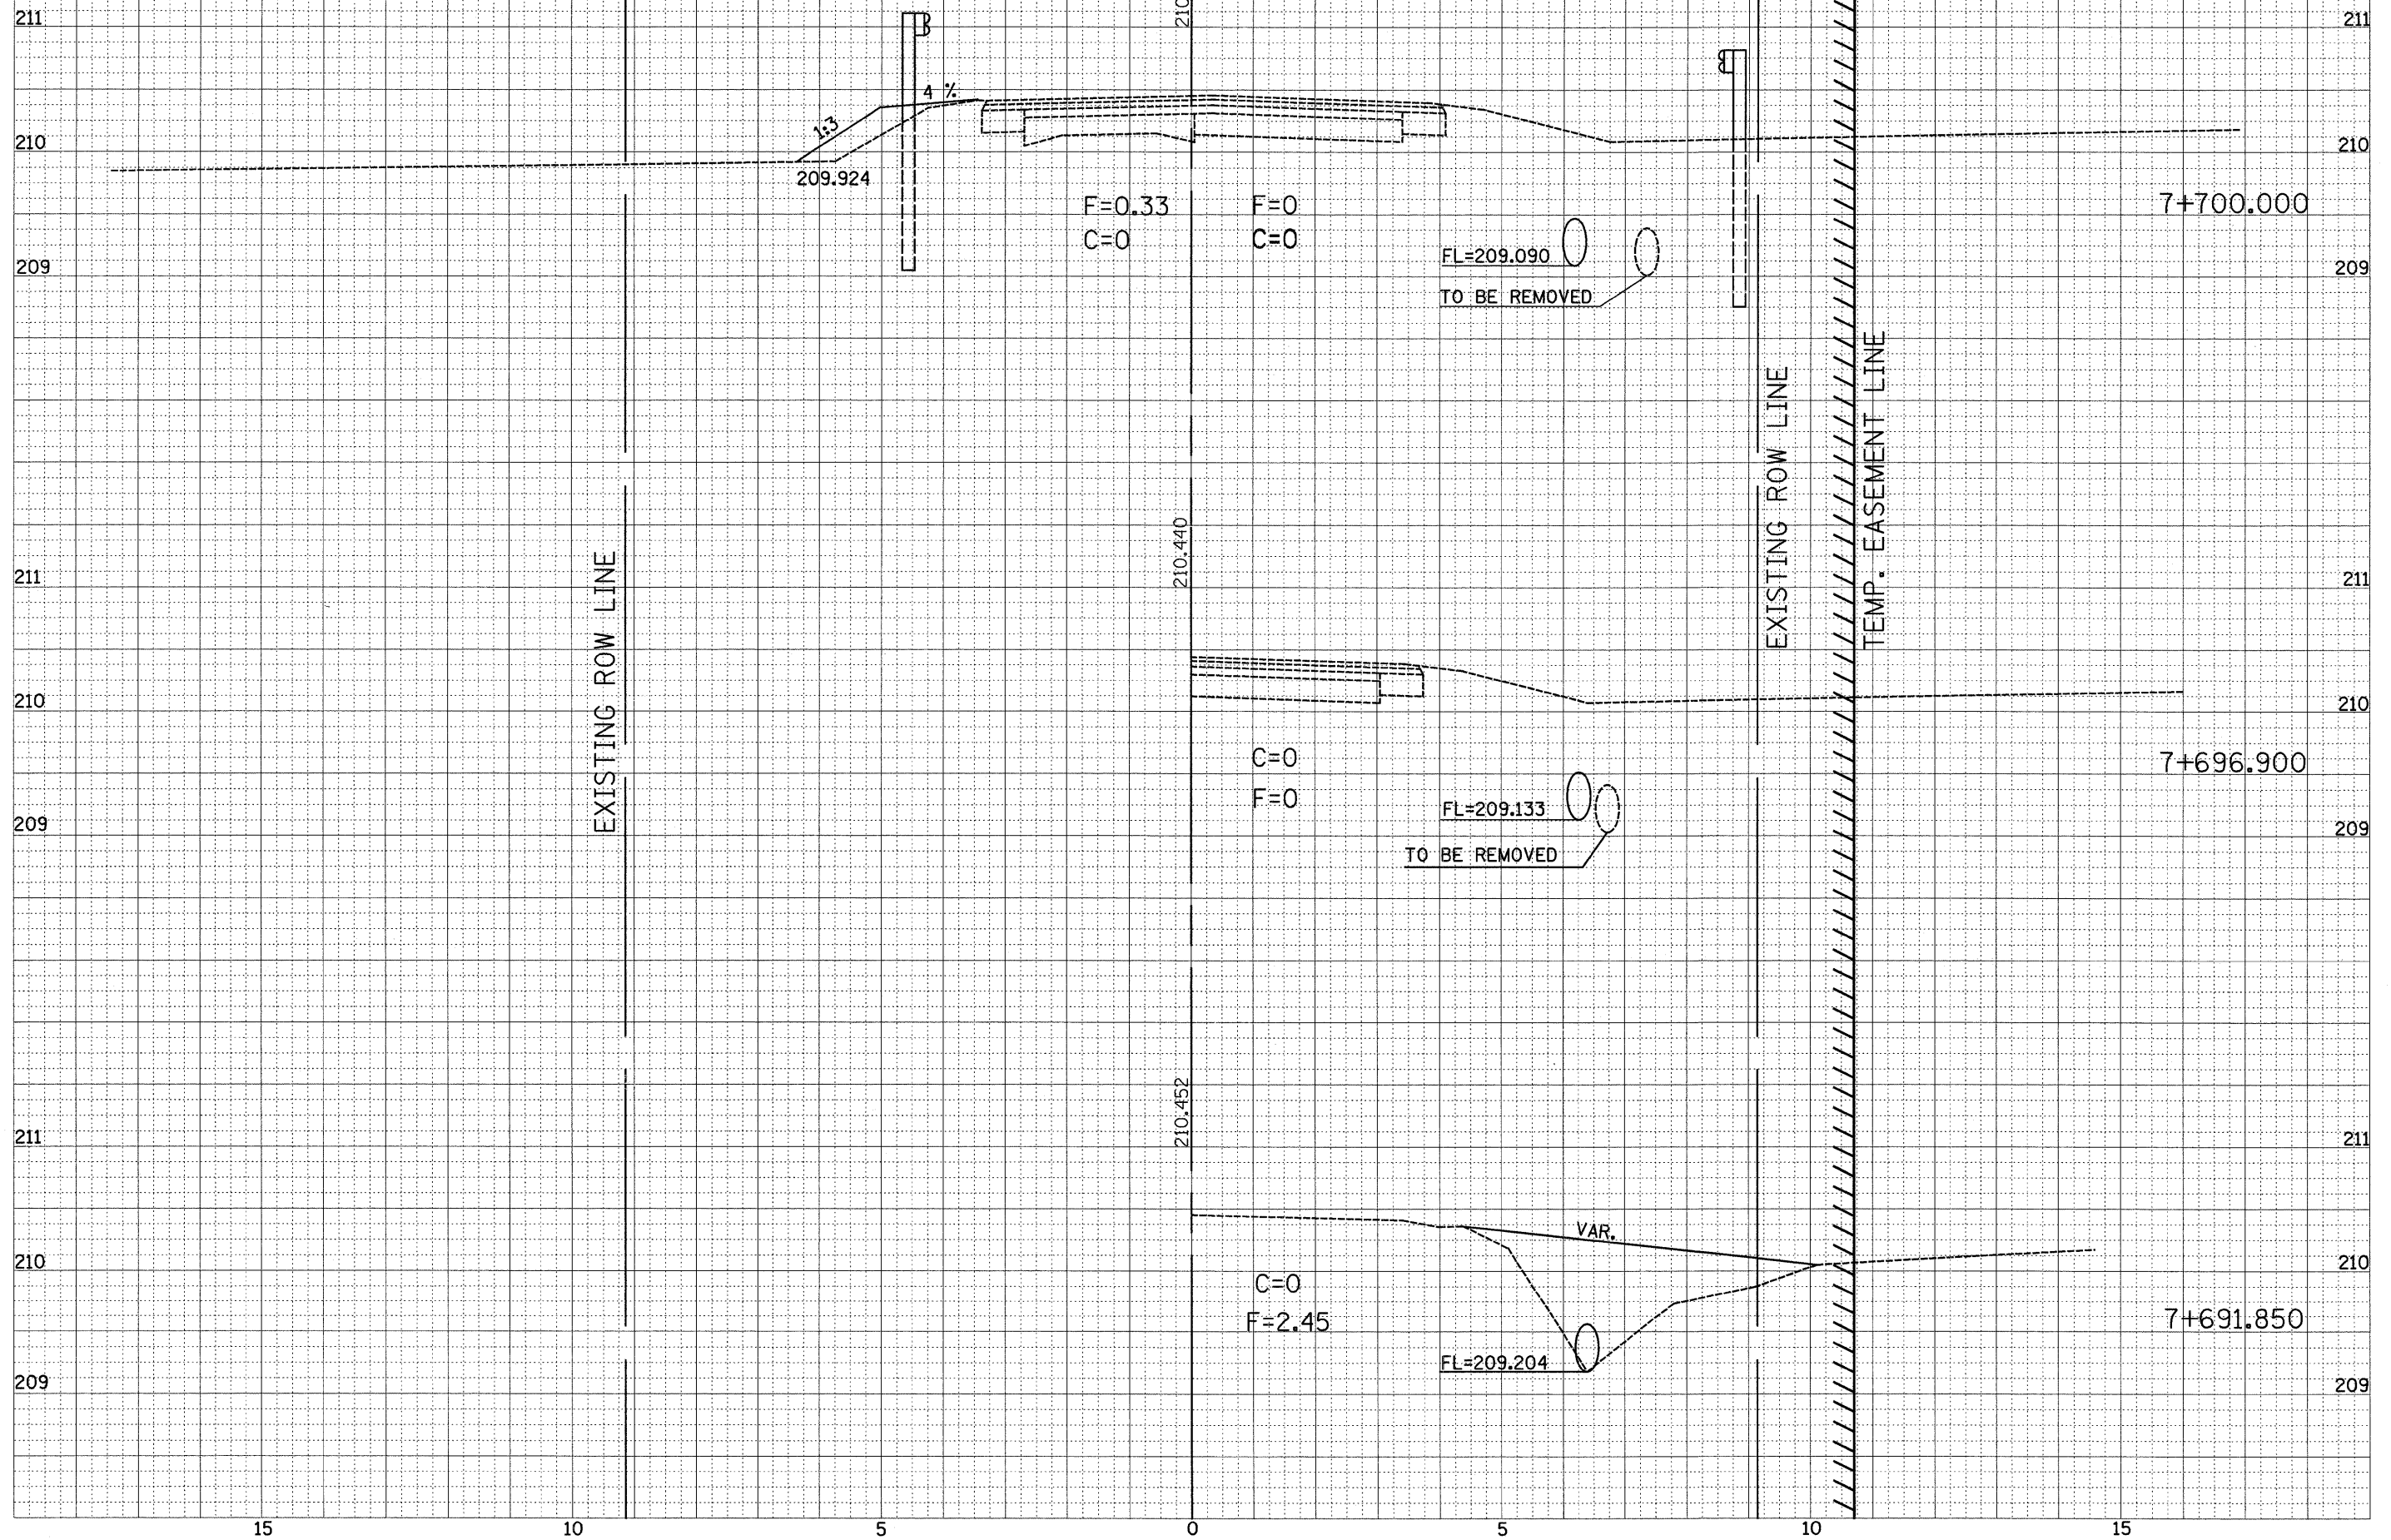 211
210
211
4 %
1:3
210
210
209.924
F=0.33
F=0
7+700.000
C=0
C=0
FL=209.090
209
209
TO BE REMOVED
EXISTING ROW LINE
TEMP. EASEMENT LINE
210.440
211
211
EXISTING ROW LINE
210
210
C=0
7+696.900
F=0
FL=209.133
209
209
TO BE REMOVED
210.452
211
211
VAR.
210
210
C=0
F=2.45
7+691.850
FL=209.204
209
209
15
10
5
0
5
10
15